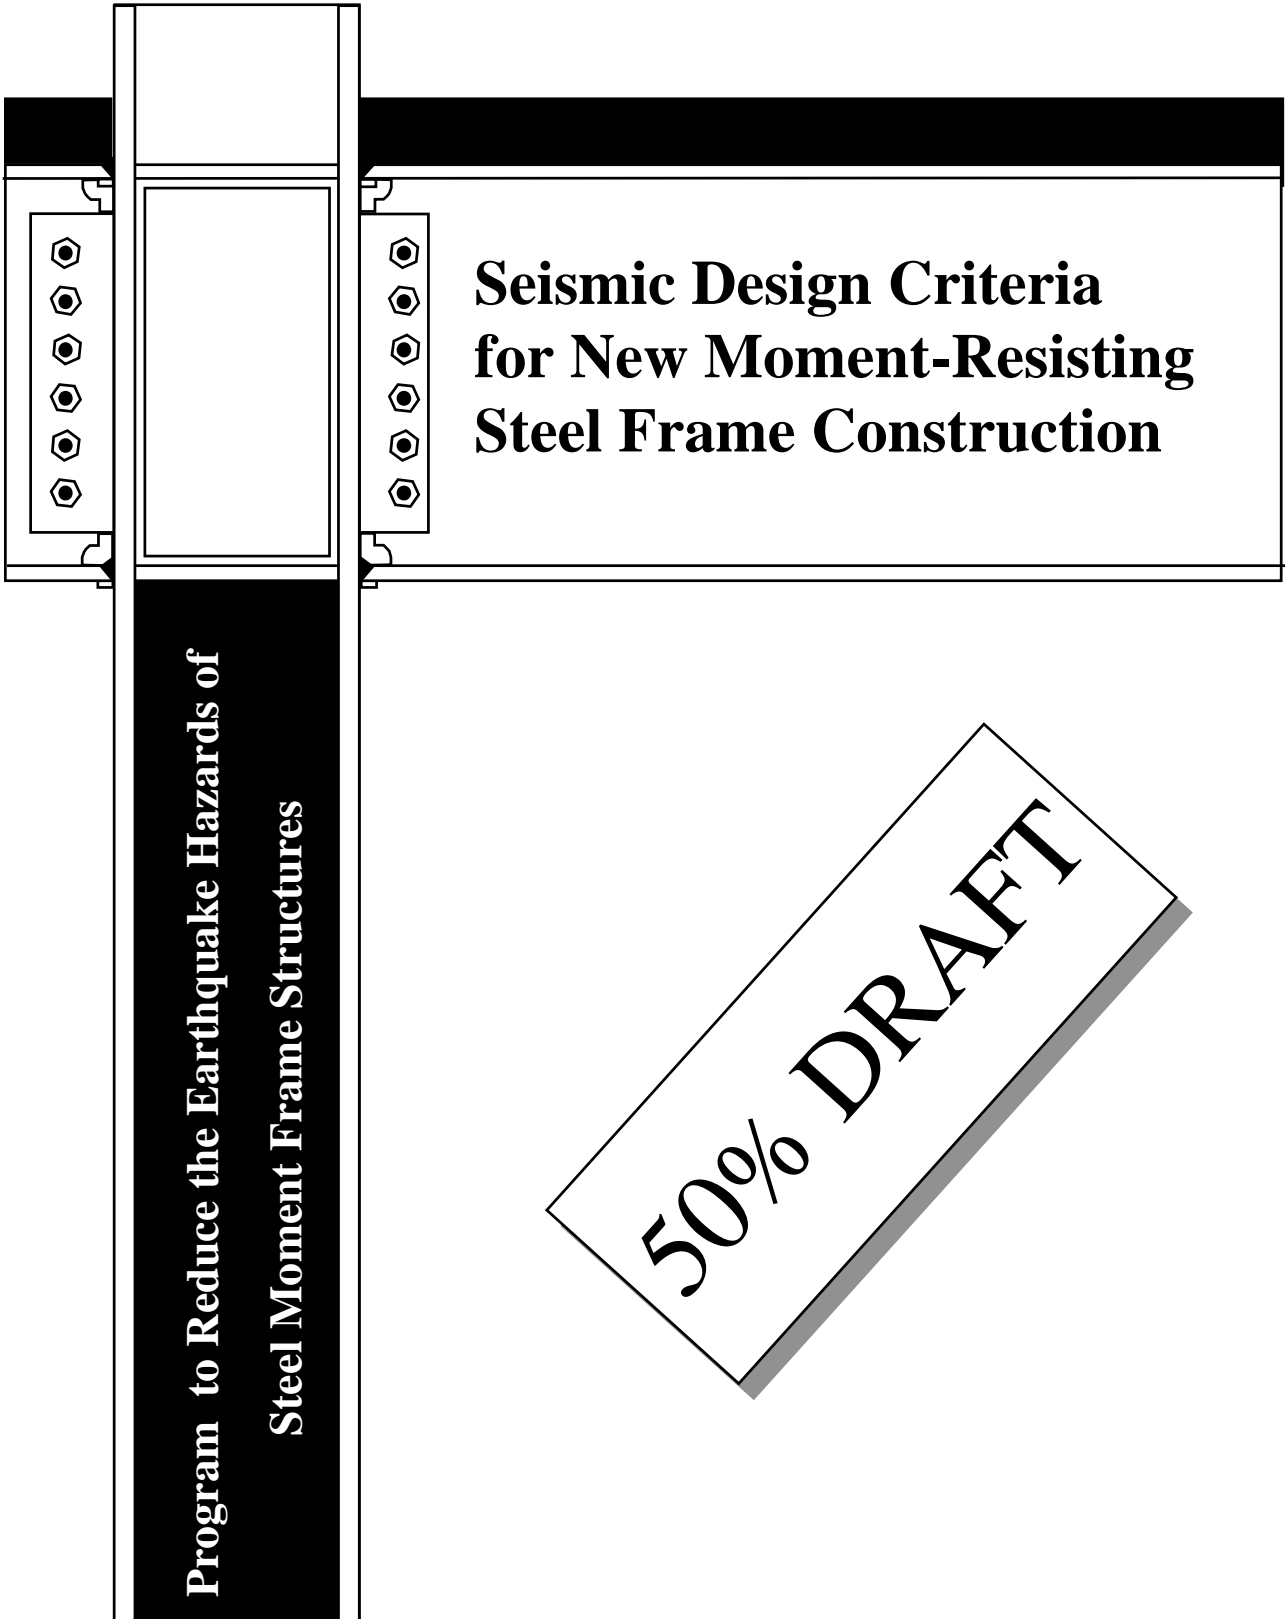 Seismic Design Criteria
for New Moment-Resisting
Steel Frame Construction
Program to Reduce the Earthquake Hazards of
Steel Moment Frame Structures
50% DRAFT